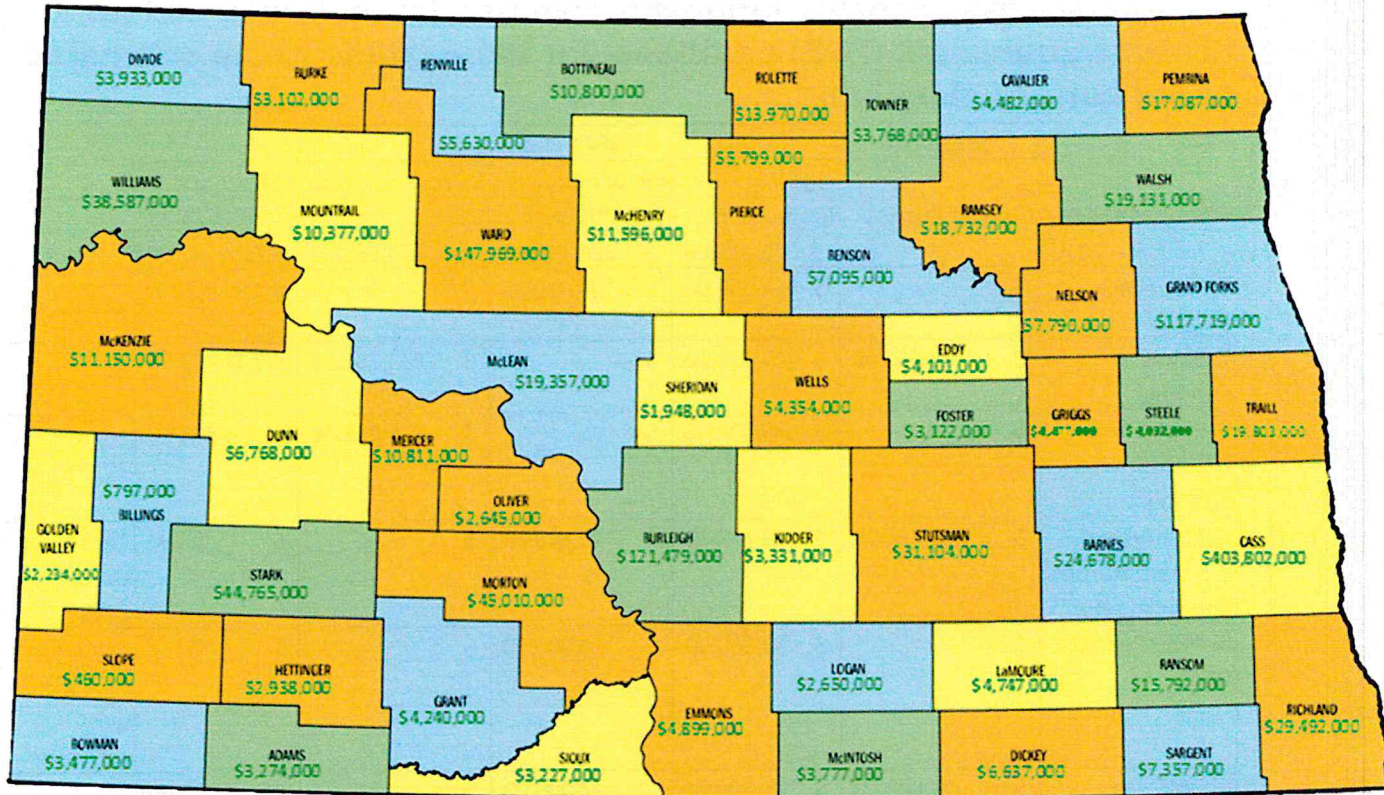 DIVIDE
$3,933,000
BURKE
$3,102,000
RENVILLE
$5,630,000
BOTTINEAU
$10,800,000
ROLETTE
$13,970,000
TOWNER
$3,768,000
CAVALIER
$4,482,000
PEMBINA
$17,087,000
WILLIAMS
$38,587,000
MOUNTRAIL
$10,377,000
WARD
$147,969,000
McHENRY
$11,596,000
$5,799,000
PIERCE
BENSON
$7,095,000
RAMSEY
$18,732,000
WALSH
$19,131,000
NELSON
$7,790,000
GRAND FORKS
$117,719,000
McKENZIE
$11,150,000
DUNN
$6,768,000
McLEAN
$19,357,000
MERCER
$10,811,000
OLIVER
$2,645,000
SHERIDAN
$1,948,000
WELLS
$4,354,000
EDDY
$4,101,000
FOSTER
$3,122,000
GRIGGS
$4,477,000
STEELE
$4,032,000
TRAILL
$19,803,000
GOLDEN
VALLEY
$2,234,000
$797,000
BILLINGS
STARK
$44,765,000
MORTON
$45,010,000
BURLEIGH
$121,479,000
KIDDER
$3,331,000
STUTSMAN
$31,104,000
BARNES
$24,678,000
CASS
$403,802,000
SLOPE
$460,000
HETTINGER
$2,938,000
GRANT
$4,240,000
BOWMAN
$3,477,000
ADAMS
$3,274,000
SIOUX
$3,227,000
EMMONS
$4,899,000
LOGAN
$2,650,000
LaMOURE
$4,747,000
RANSOM
$15,792,000
RICHLAND
$29,492,000
McINTOSH
$3,777,000
DICKEY
$6,637,000
SARGENT
$7,357,000